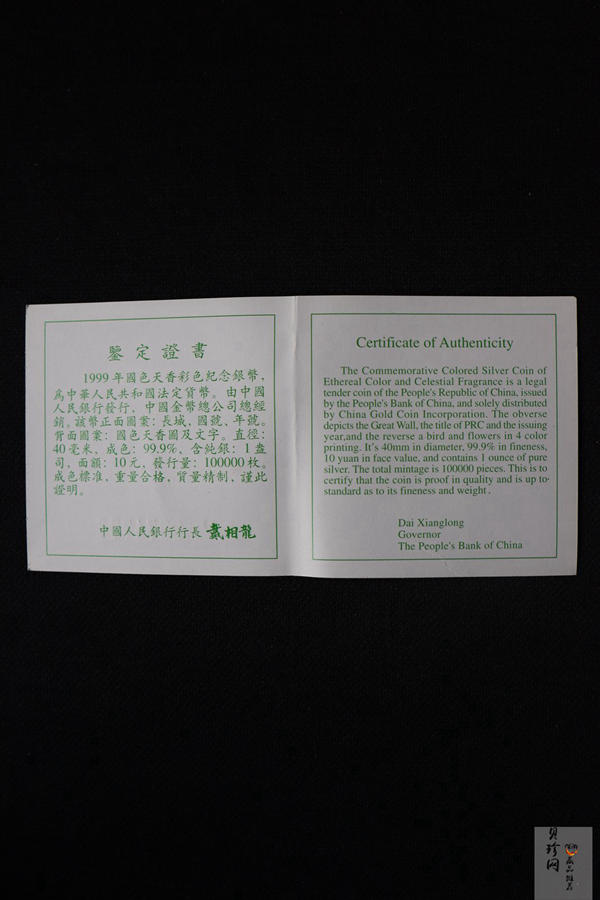 鑒定證書
1999年國色天香彩色紀念銀幣，
爲中華人民共和國法定貨幣。由中國
人民銀行發行，中國金幣總公司總經
銷。該幣正面圖案：長城，國號，年號。
背面圖案：國色天香圖及文字。直徑：
40毫米，成色：99.9%，含純銀：1盎
司，面額：10元，發行量：100000枚。
成色標準，重量合格，質量精制，謹此
證明。
中國人民銀行行長 戴相龍
Certificate of Authenticity
The Commemorative Colored Silver Coin of
Ethereal Color and Celestial Fragrance is a legal
tender coin of the People's Republic of China, issued
by the People's Bank of China, and solely distributed
by China Gold Coin Incorporation. The obverse
depicts the Great Wall, the title of PRC and the issuing
year,and the reverse a bird and flowers in 4 color
printing. It's 40mm in diameter, 99.9% in fineness,
10 yuan in face value, and contains 1 ounce of pure
silver. The total mintage is 100000 pieces. This is to
certify that the coin is proof in quality and is up to-
standard as to its fineness and weight.
Dai Xianglong
Governor
The People's Bank of China
贝珍网